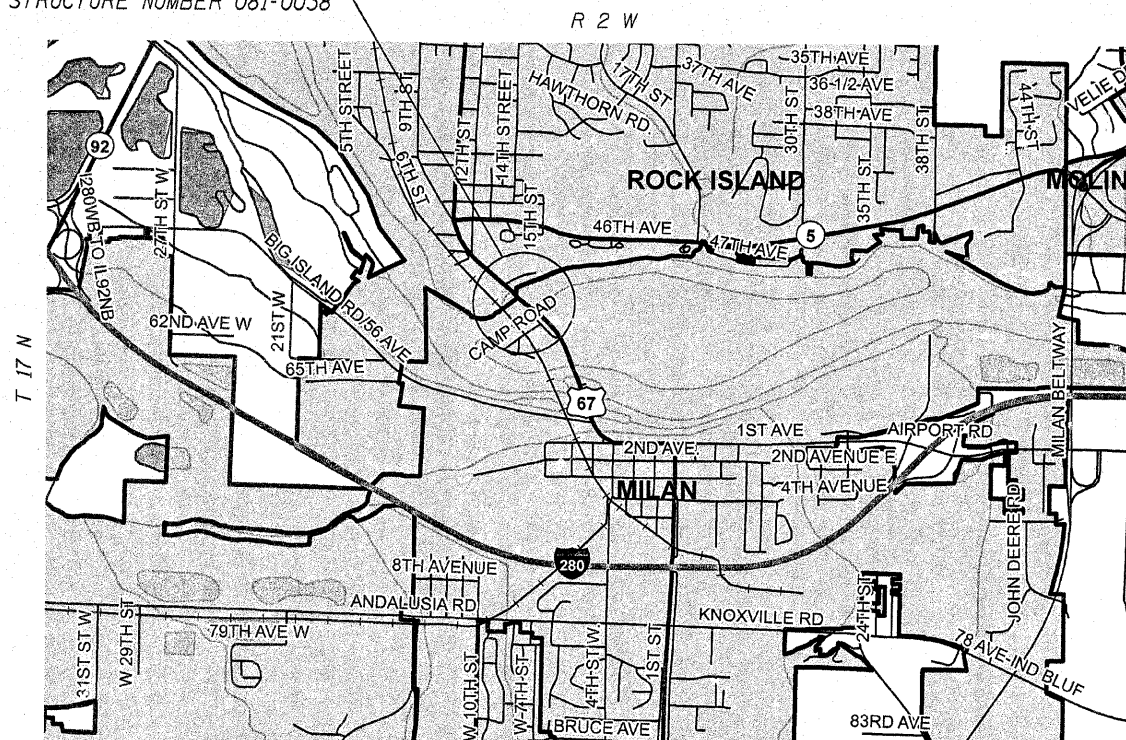 STRUCTURE NUMBER 081-0038
R 2 W
T 17 N
92
280WB TO IL92NB
27TH ST W
BIG ISLAND RD/56 AVE
62ND AVE W
21ST W
65TH AVE
5TH STREET
9TH ST
6TH ST
12TH ST
14TH STREET
15TH ST
HAWTHORN RD
17TH ST
37TH AVE
35TH AVE
36-1/2 AVE
38TH AVE
30TH ST
35TH ST.
38TH ST
44TH ST
VELIE D
ROCK ISLAND
MOLIN
46TH AVE
47TH AVE
5
CAMP ROAD
67
MILAN BELTWAY
1ST AVE
AIRPORT RD
2ND AVE.
2ND AVENUE E
4TH AVENUE
MILAN
JOHN DEERE RD
280
8TH AVENUE
ANDALUSIA RD
KNOXVILLE RD
24TH ST
79TH AVE W
31ST ST W
W 29TH ST
W 10TH ST
W 7TH ST
4TH ST W.
1ST ST
BRUCE AVE
78 AVE-IND BLUF
83RD AVE